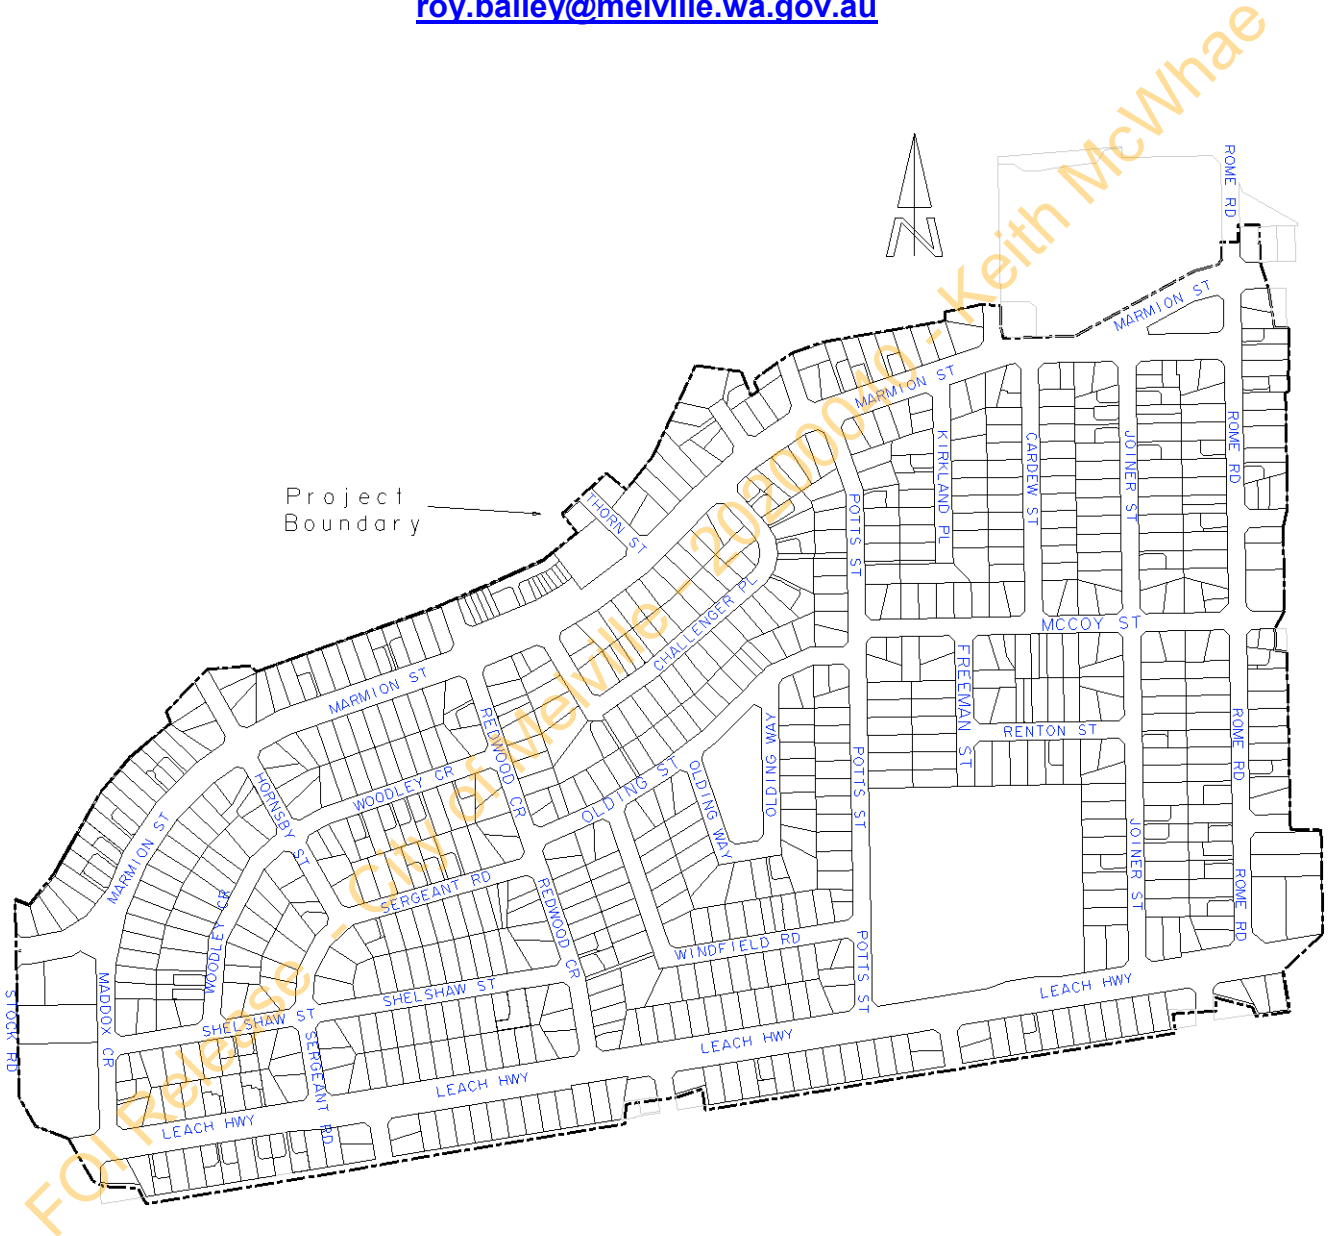 roy.bailey@melville.wa.gov.au
FOI Release - City of Melville - 20200040 - Keith McWhae
N
ROME RD
MARMION ST
MARMION ST
KIRKLAND PL
CARDEW ST
JOINER ST
ROME RD
Project
Boundary
THORN ST
POTTS ST
CHALLENGER PL
MCCOY ST
FREEMAN ST
RENTON ST
MARMION ST
REDWOOD CR
OLDING WAY
OLDING WAY
POTTS ST
ROME RD
WOODLEY CR
OLDING ST
HORNSBY ST
MARMION ST
SERGEANT RD
REDWOOD CR
JOINER ST
ROME RD
WOODLEY CR
WINDFIELD RD
POTTS ST
SHELSHAW ST
LEACH HWY
STOCK RD
MADDOX CR
SHELSHAW ST
SERGEANT RD
LEACH HWY
LEACH HWY
LEACH HWY